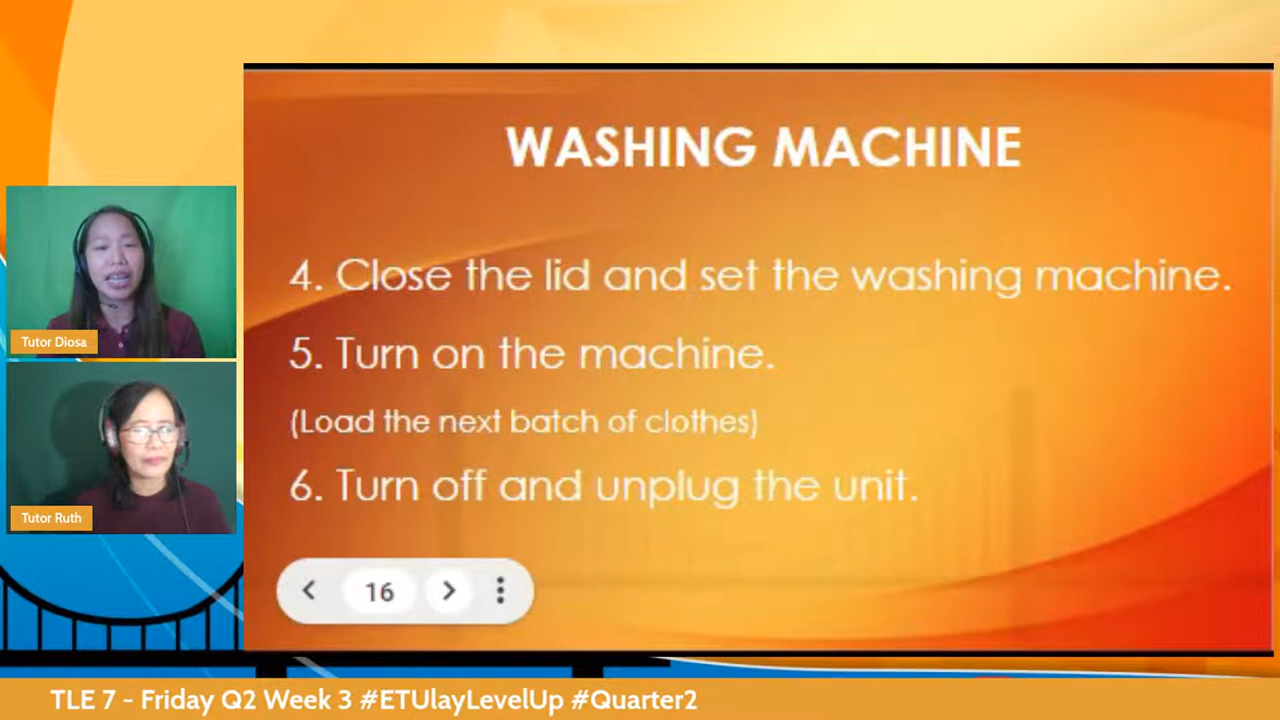 WASHING MACHINE
4. Close the lid and set the washing machine.
5. Turn on the machine.
(Load the next batch of clothes)
6. Turn off and unplug the unit.
16
Tutor Diosa
Tutor Ruth
TLE 7 - Friday Q2 Week 3 #ETUlayLevelUp #Quarter2